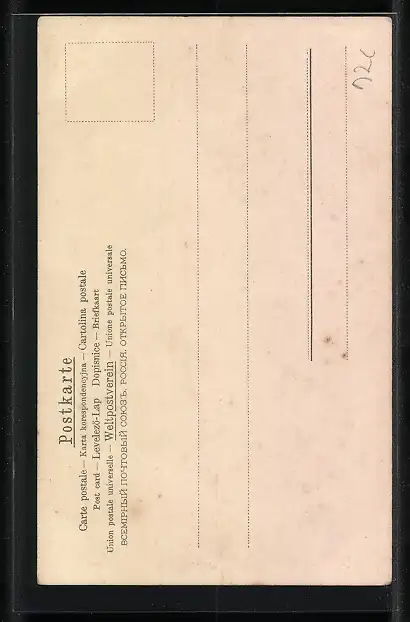 Postkarte
Carte postale — Karta korespondencyjna — Cartolina postale
Post card — Levelező-Lap Dopisnice — Briefkaart
Union postale universelle — Weltpostverein — Unione postale universale
ВСЕМІРНЫЙ ПОЧТОВЫЙ СОЮЗЪ. РОССІЯ. ОТКРЫТОЕ ПИСЬМО.